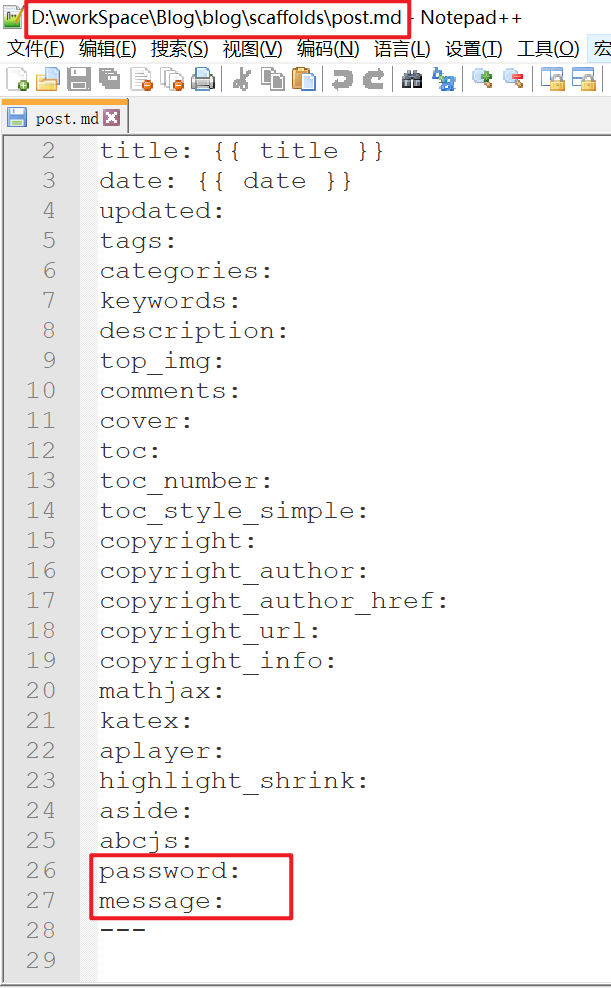 D:\workSpace\Blog\blog\scaffolds\post.md - Notepad++
文件(F) 编辑(E) 搜索(S) 视图(V) 编码(N) 语言(L) 设置(T) 工具(O) 宏
post.md
2 title: {{ title }}
3 date: {{ date }}
4 updated:
5 tags:
6 categories:
7 keywords:
8 description:
9 top_img:
10 comments:
11 cover:
12 toc:
13 toc_number:
14 toc_style_simple:
15 copyright:
16 copyright_author:
17 copyright_author_href:
18 copyright_url:
19 copyright_info:
20 mathjax:
21 katex:
22 aplayer:
23 highlight_shrink:
24 aside:
25 abcjs:
26 password:
27 message:
28 ---
29